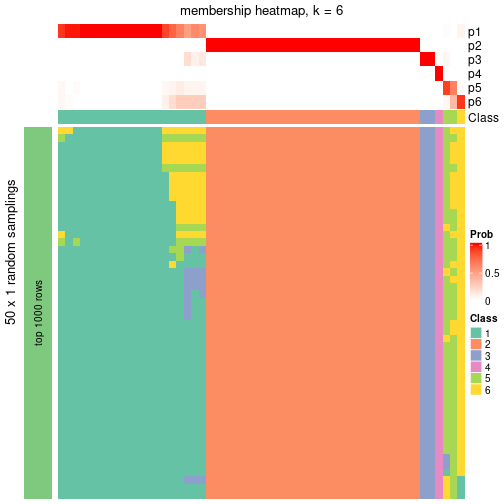 membership heatmap, k = 6
p1
p2
p3
p4
p5
p6
Class
50 x 1 random samplings
top 1000 rows
Prob
1
0.5
0
Class
1
2
3
4
5
6